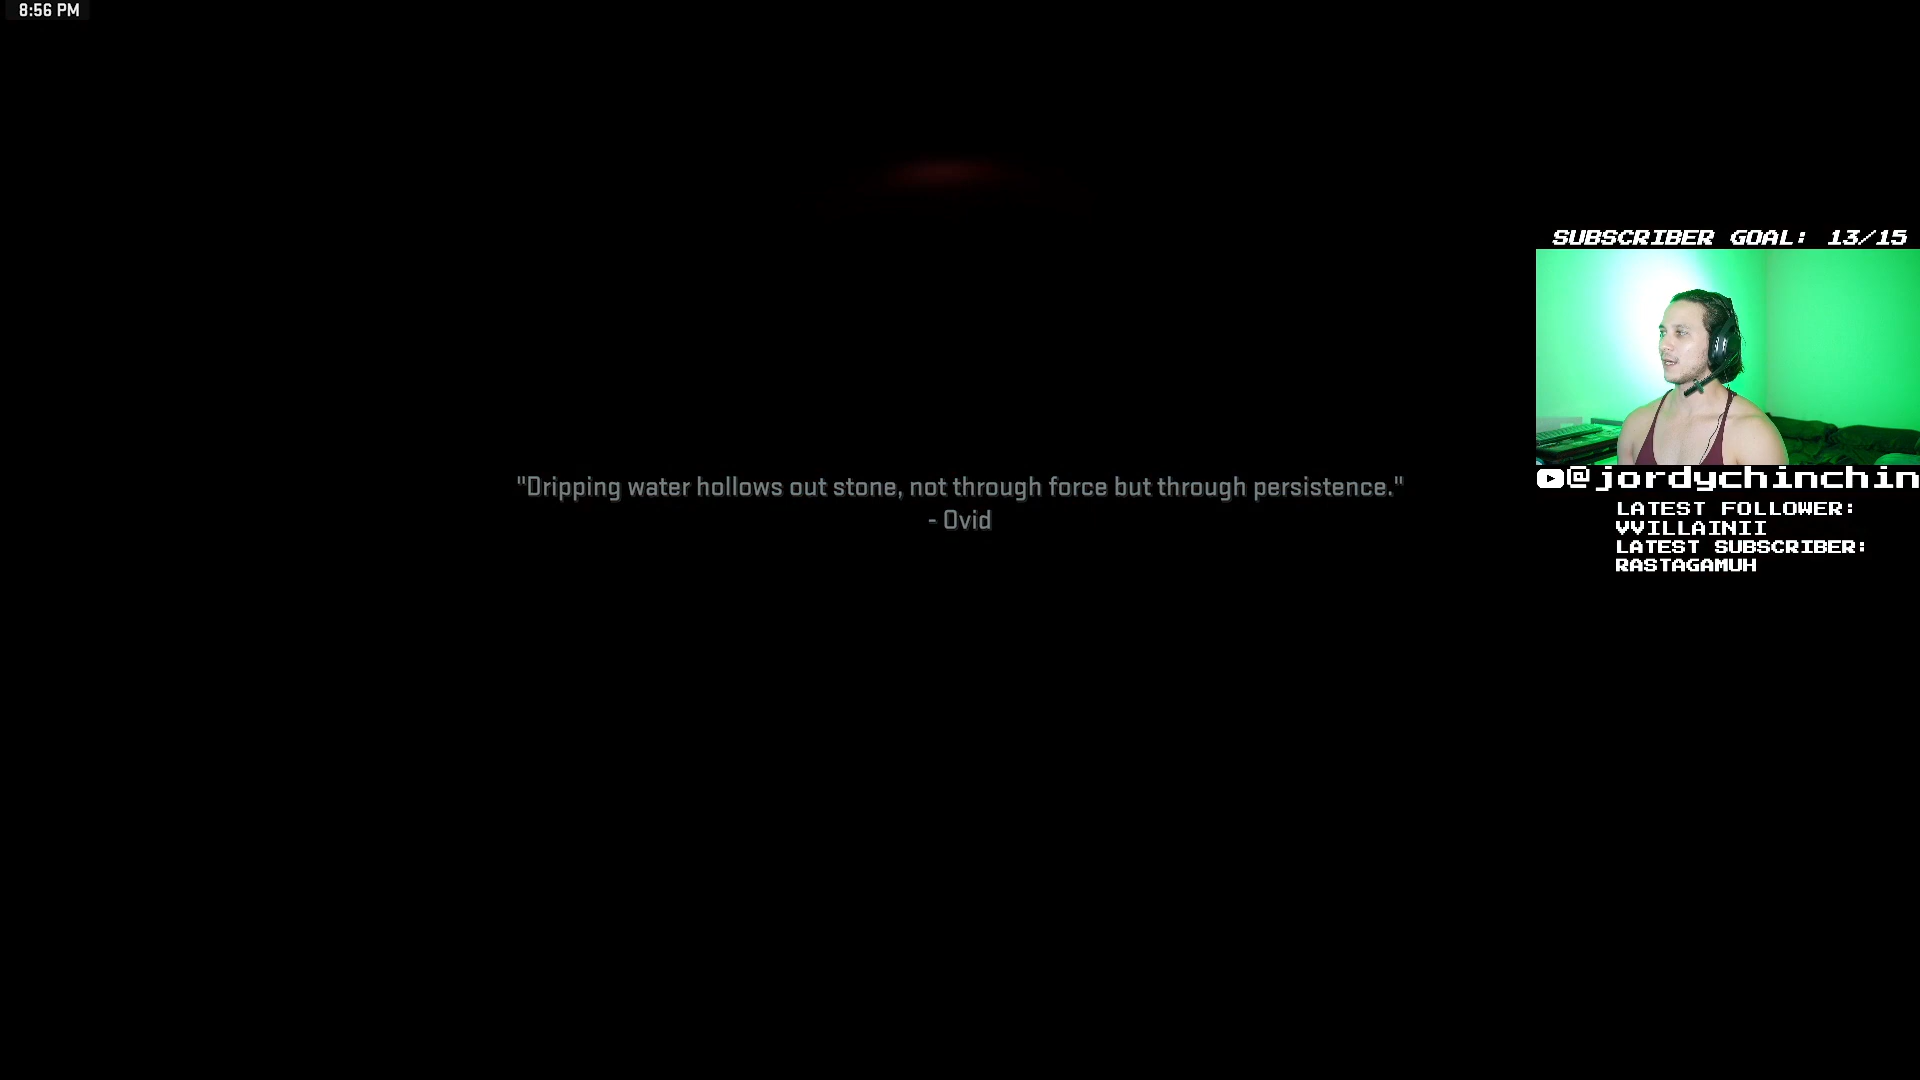 8:56 PM
SUBSCRIBER GOAL: 13/15
"Dripping water hollows out stone, not through force but through persistence."
- Ovid
@jordychinchin
LATEST FOLLOWER:
VVILLAINII
LATEST SUBSCRIBER:
RASTAGAMUH